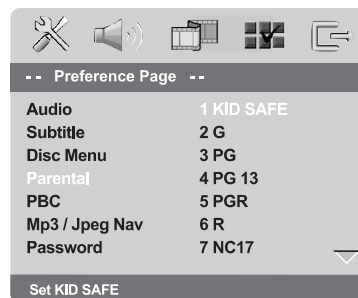 -- Preference Page --
Audio 1 KID SAFE
Subtitle 2 G
Disc Menu 3 PG
Parental 4 PG 13
PBC 5 PGR
Mp3 / Jpeg Nav 6 R
Password 7 NC17
Set KID SAFE